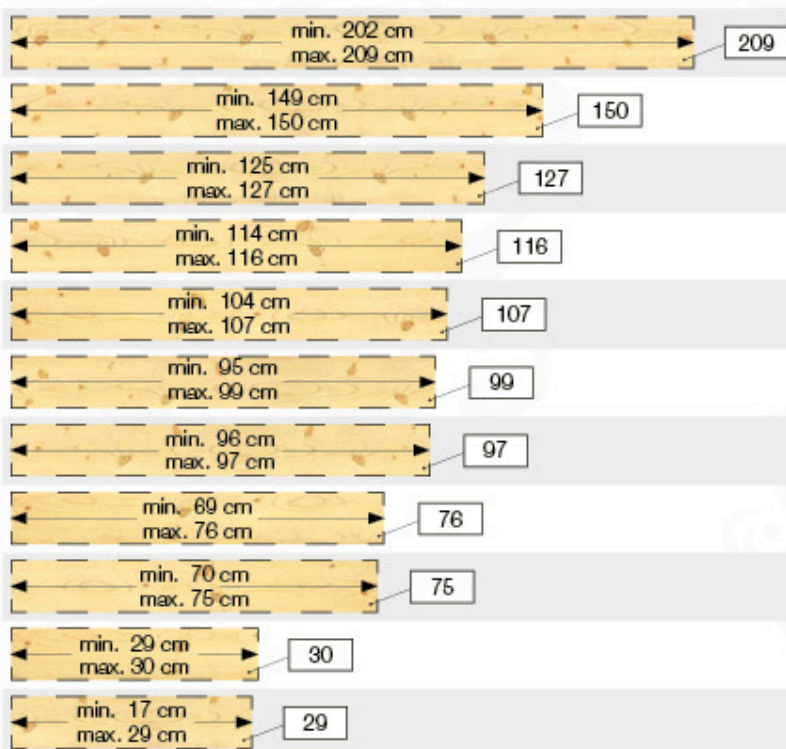 min. 202 cm
max. 209 cm
209
min. 149 cm
max. 150 cm
150
min. 125 cm
max. 127 cm
127
min. 114 cm
max. 116 cm
116
min. 104 cm
max. 107 cm
107
min. 95 cm
max. 99 cm
99
min. 96 cm
max. 97 cm
97
min. 69 cm
max. 76 cm
76
min. 70 cm
max. 75 cm
75
min. 29 cm
max. 30 cm
30
min. 17 cm
max. 29 cm
29